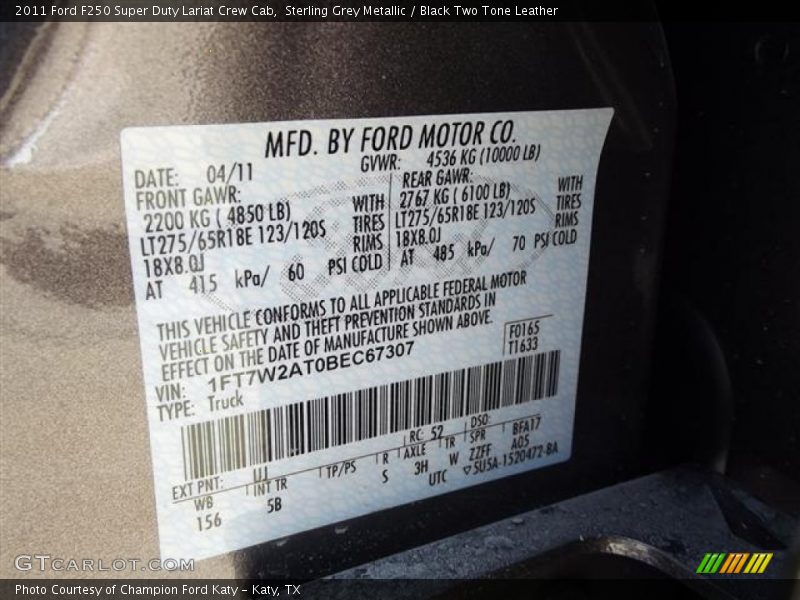 2011 Ford F250 Super Duty Lariat Crew Cab, Sterling Grey Metallic / Black Two Tone Leather
MFD. BY FORD MOTOR CO.
DATE: 04/11 GVWR: 4536 KG (10000 LB)
FRONT GAWR:
2200 KG ( 4850 LB) WITH
LT275/65R18E 123/120S TIRES
18X8.0J RIMS
AT 415 kPa/ 60 PSI COLD
REAR GAWR: WITH
2767 KG ( 6100 LB) TIRES
LT275/65R18E 123/120S RIMS
18X8.0J
AT 485 kPa/ 70 PSI COLD
THIS VEHICLE CONFORMS TO ALL APPLICABLE FEDERAL MOTOR
VEHICLE SAFETY AND THEFT PREVENTION STANDARDS IN
EFFECT ON THE DATE OF MANUFACTURE SHOWN ABOVE.
F0165
T1633
VIN: 1FT7W2AT0BEC67307
TYPE: Truck
EXT PNT: UJ RC: 52 DSO:
WB INT TR TP/PS R AXLE TR SPR BFA17
156 5B S 3H W ZZFF A05
UTC ▽SU5A-1520472-BA
GTCARLOT.COM
Photo Courtesy of Champion Ford Katy - Katy, TX